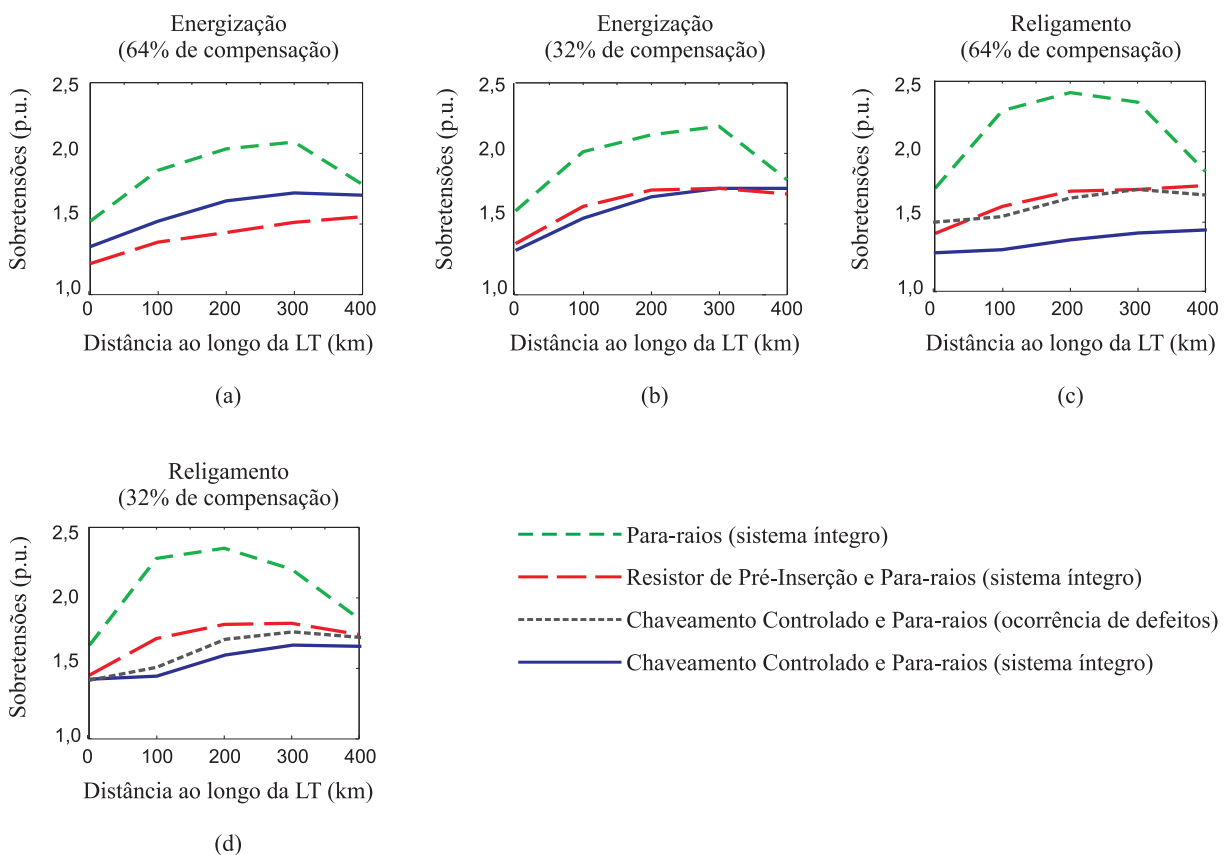 Energização
(64% de compensação)
Sobretensões (p.u.)
2,5
2,0
1,5
1,0
0 100 200 300 400
Distância ao longo da LT (km)
(a)
Energização
(32% de compensação)
Sobretensões (p.u.)
2,5
2,0
1,5
1,0
0 100 200 300 400
Distância ao longo da LT (km)
(b)
Religamento
(64% de compensação)
Sobretensões (p.u.)
2,5
2,0
1,5
1,0
0 100 200 300 400
Distância ao longo da LT (km)
(c)
Religamento
(32% de compensação)
Sobretensões (p.u.)
2,5
2,0
1,5
1,0
0 100 200 300 400
Distância ao longo da LT (km)
(d)
Para-raios (sistema íntegro)
Resistor de Pré-Inserção e Para-raios (sistema íntegro)
Chaveamento Controlado e Para-raios (ocorrência de defeitos)
Chaveamento Controlado e Para-raios (sistema íntegro)